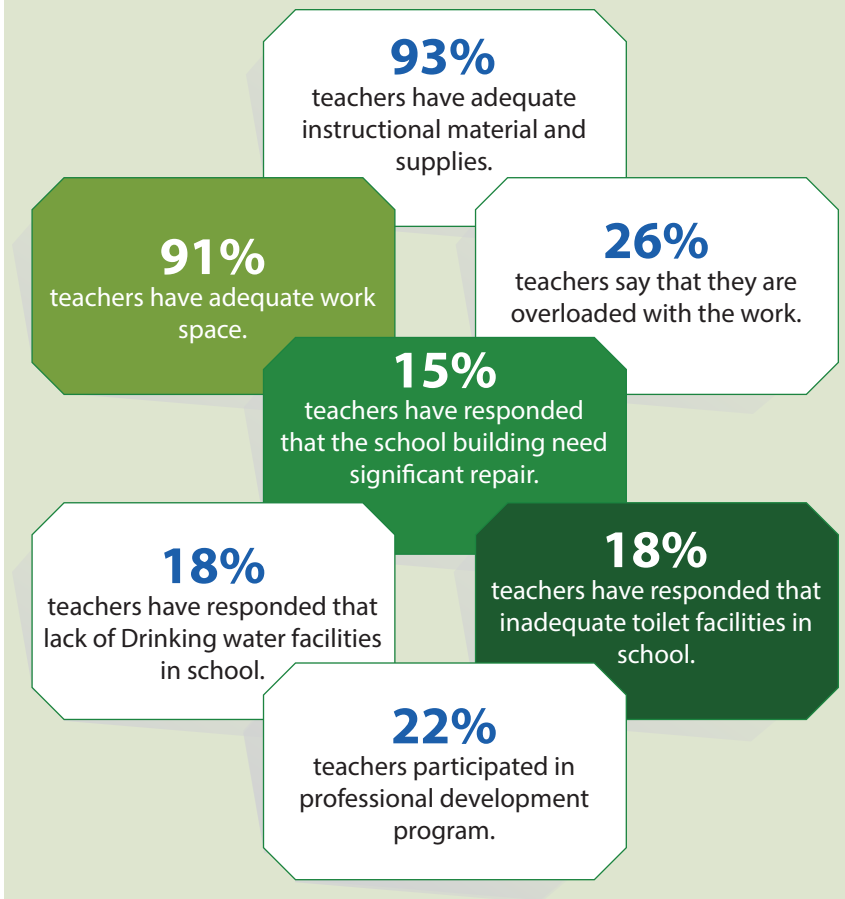 93%
teachers have adequate
instructional material and
supplies.
91%
teachers have adequate work
space.
26%
teachers say that they are
overloaded with the work.
15%
teachers have responded
that the school building need
significant repair.
18%
teachers have responded that
lack of Drinking water facilities
in school.
18%
teachers have responded that
inadequate toilet facilities in
school.
22%
teachers participated in
professional development
program.